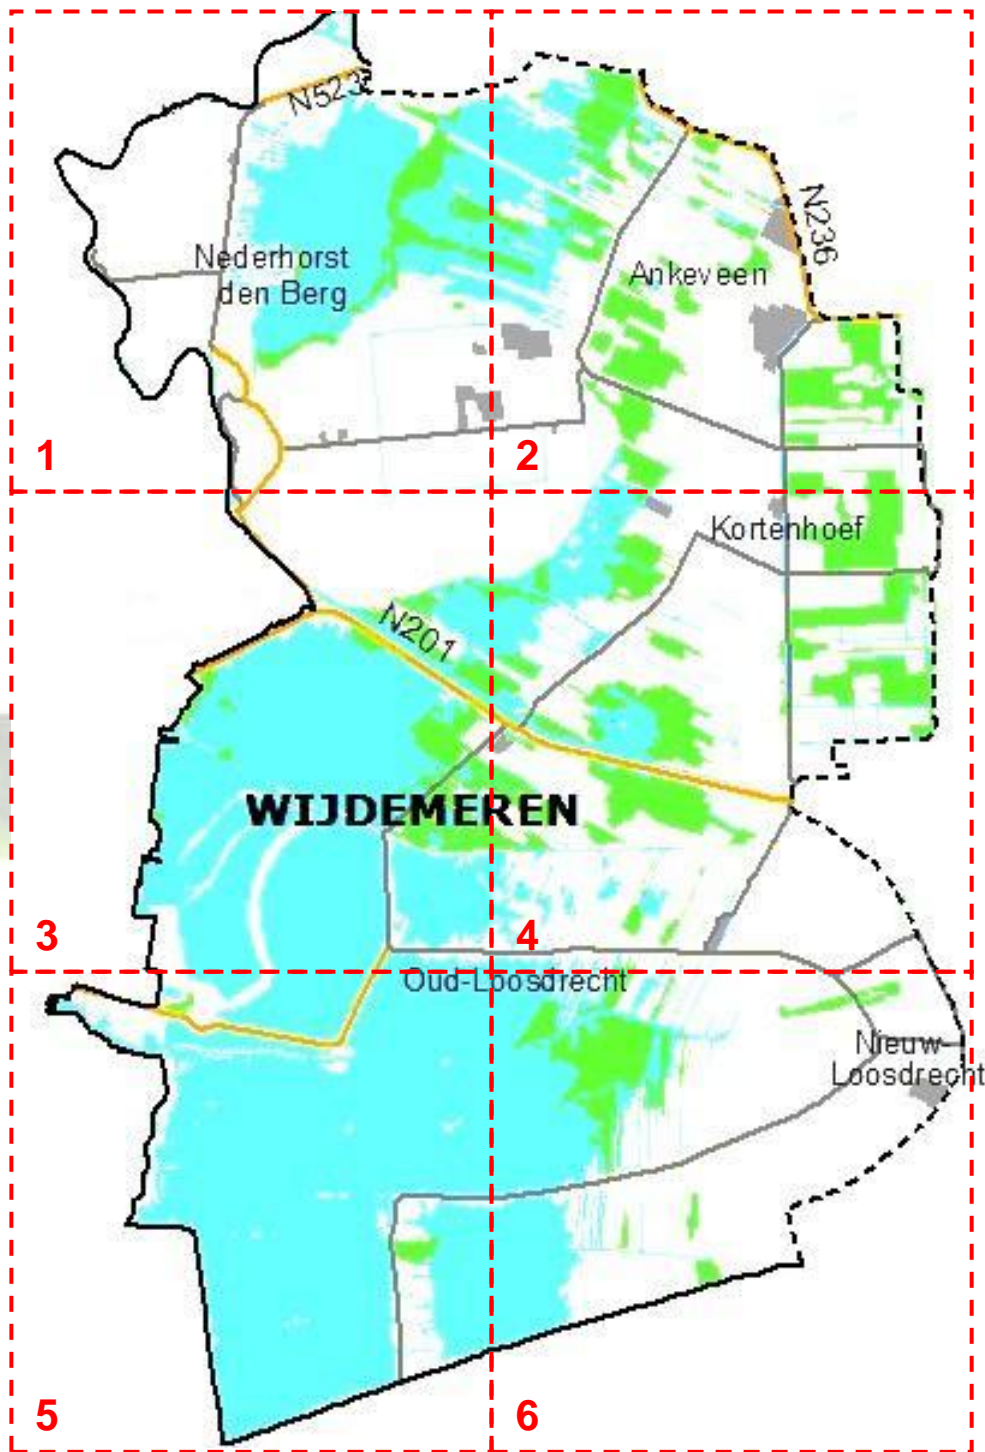 N523
N236
Nederhorst
den Berg
Ankeveen
1
2
Kortenhoef
N201
WIJDEMEREN
3
4
Oud-Loosdrecht
Nieuw-
Loosdrecht
5
6